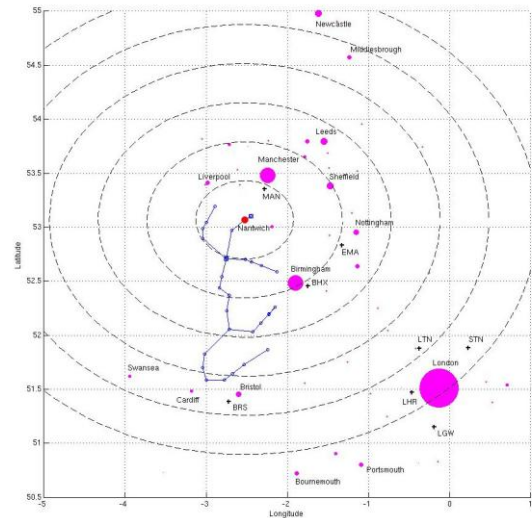 55
Newcastle
Middlesbrough
54.5
54
Leeds
Manchester
53.5
Liverpool
MAN
Sheffield
Nantwich
53
Nottingham
EMA
52.5
Birmingham
BHX
52
LTN
STN
London
Swansea
51.5
Bristol
Cardiff
BRS
LHR
LGW
51
Portsmouth
Bournemouth
50.5
-5
-4
-3
-2
-1
0
1
Longitude
Latitude